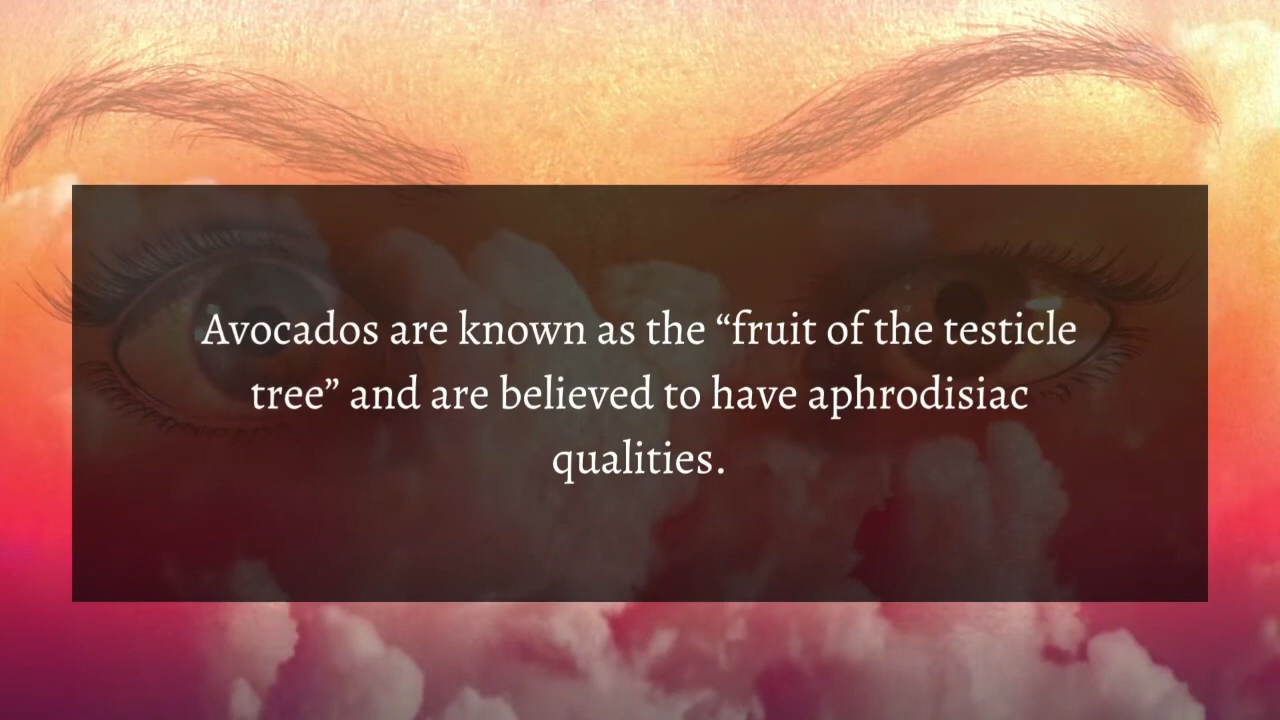 Avocados are known as the “fruit of the testicle
tree” and are believed to have aphrodisiac
qualities.